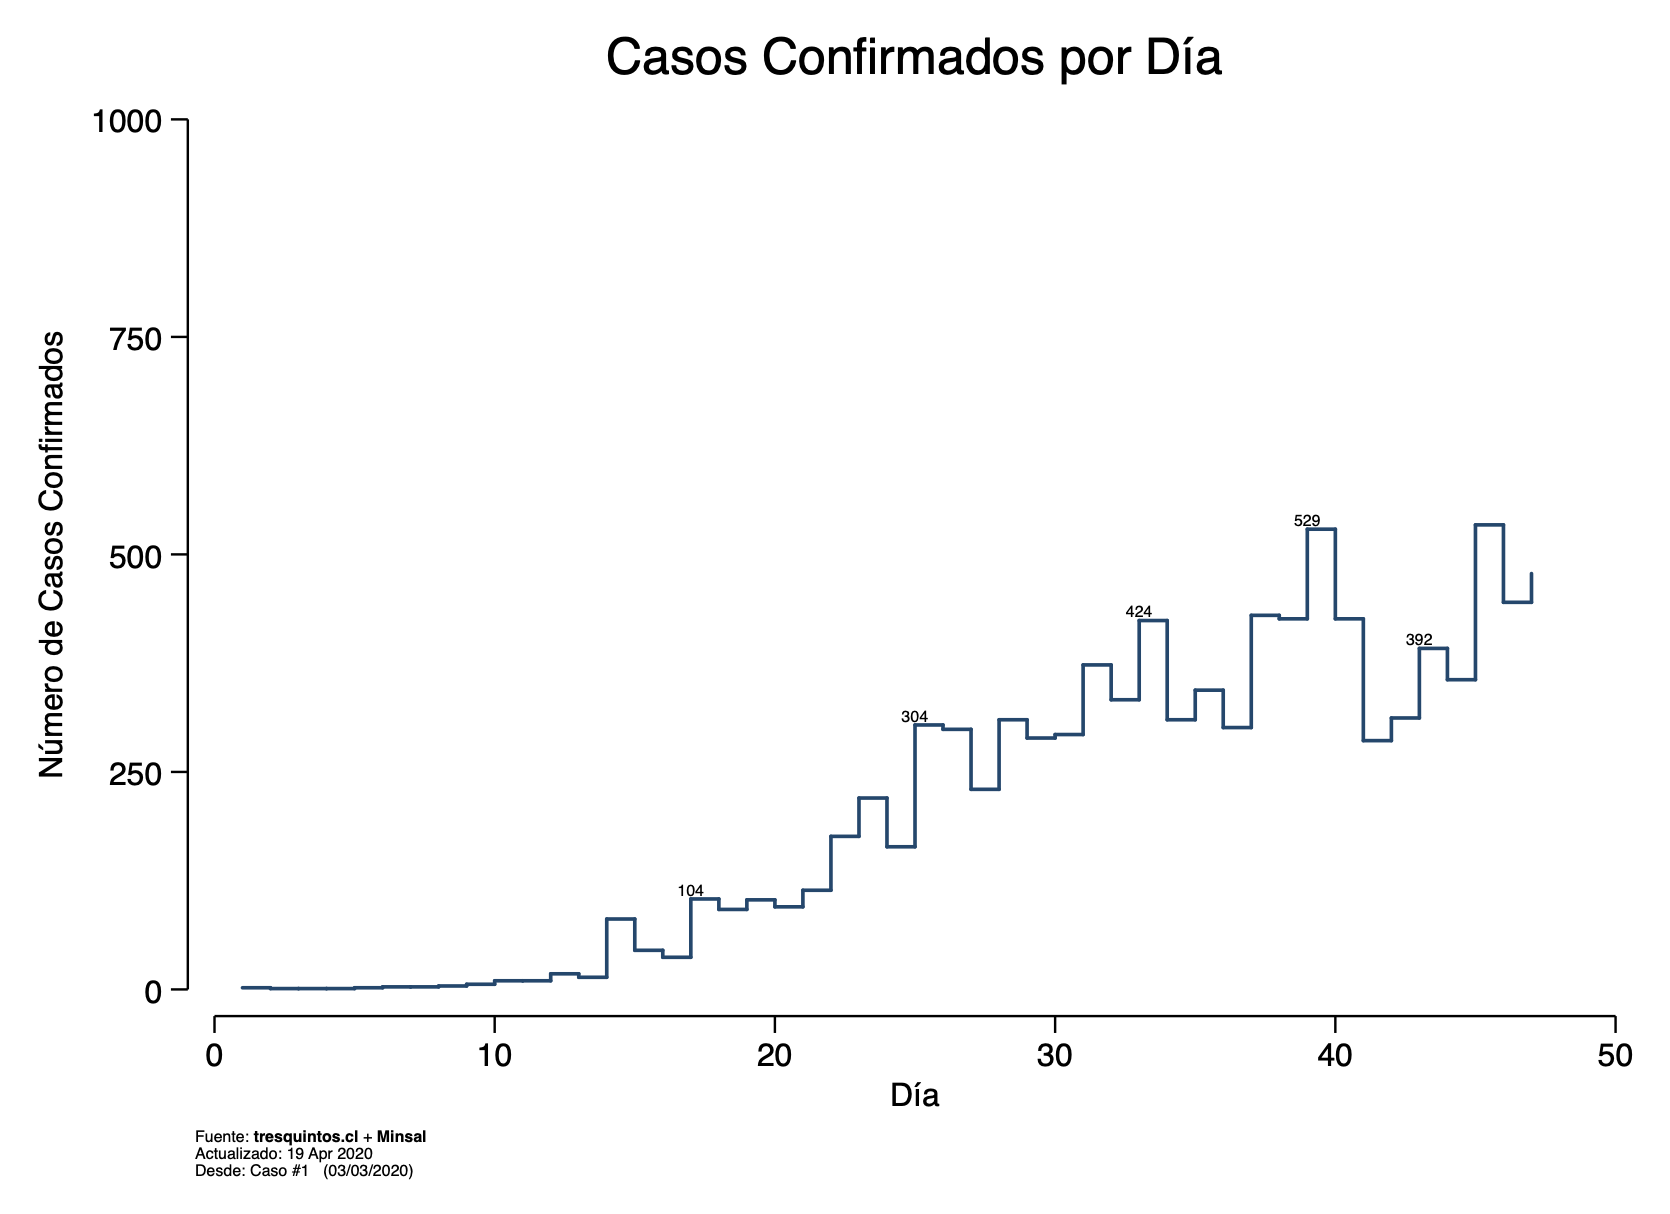 Casos Confirmados por Día
1000
750
500
250
0
Número de Casos Confirmados
104
304
424
529
392
0 10 20 30 40 50
Día
Fuente: tresquintos.cl + Minsal
Actualizado: 19 Apr 2020
Desde: Caso #1 (03/03/2020)